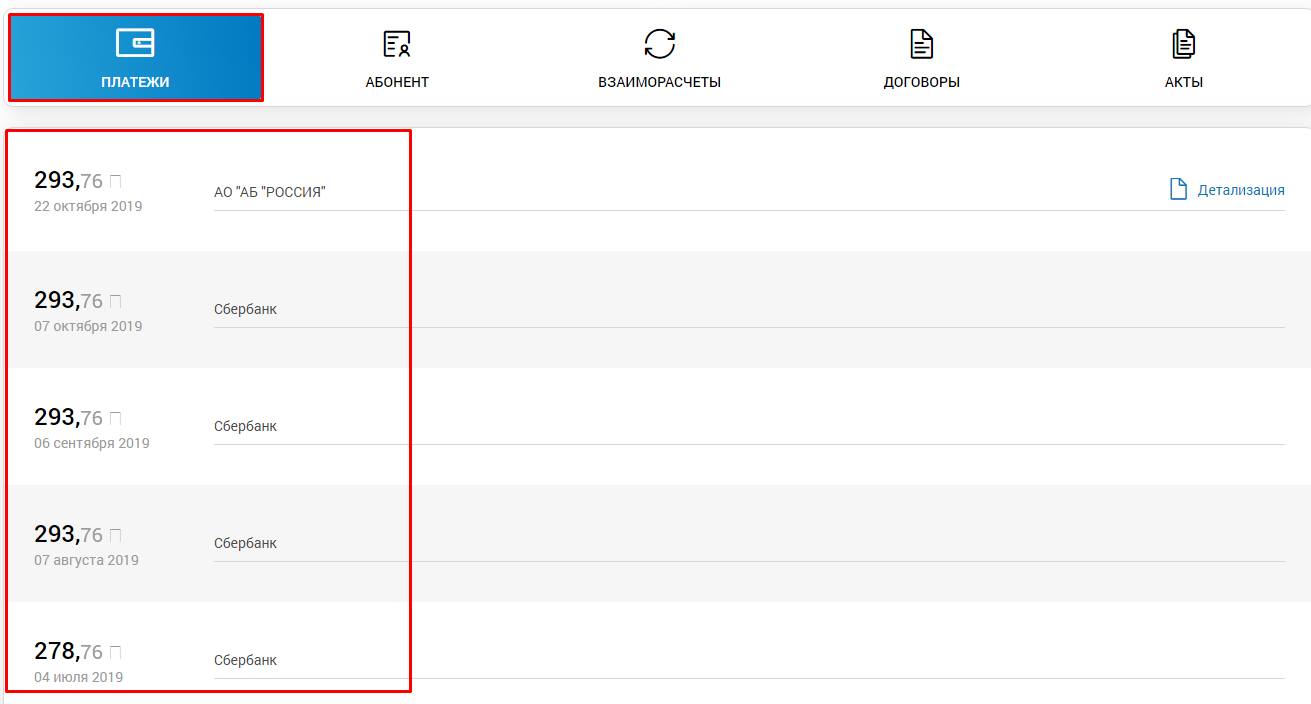 ПЛАТЕЖИ
АБОНЕНТ
ВЗАИМОРАСЧЕТЫ
ДОГОВОРЫ
АКТЫ
293,76
22 октября 2019
АО "АБ "РОССИЯ"
Детализация
293,76
07 октября 2019
Сбербанк
293,76
06 сентября 2019
Сбербанк
293,76
07 августа 2019
Сбербанк
278,76
04 июля 2019
Сбербанк